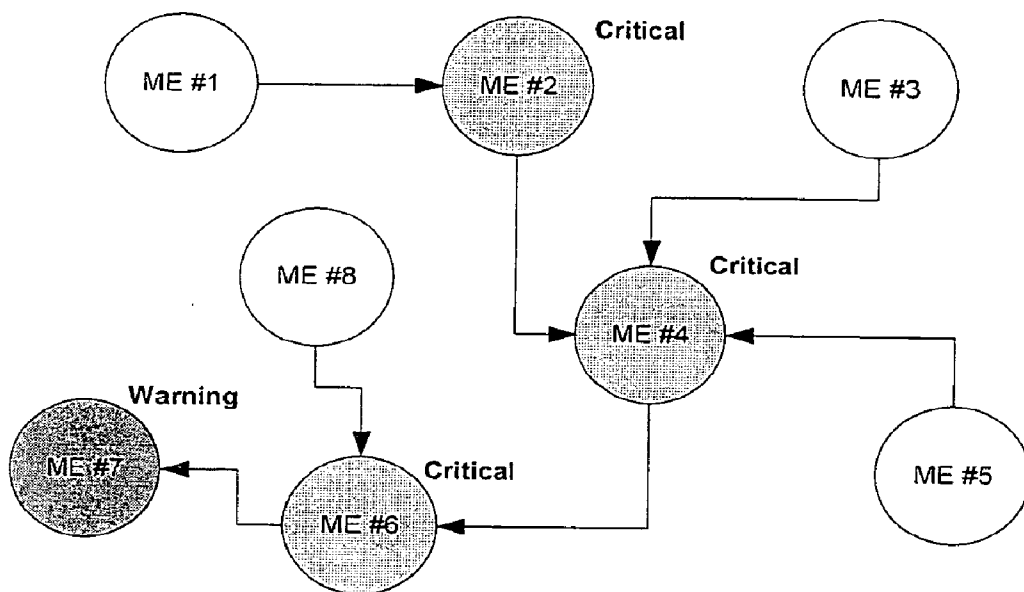 Critical
ME #1
ME #2
ME #3
ME #8
Critical
ME #4
Warning
ME #7
Critical
ME #5
ME #6